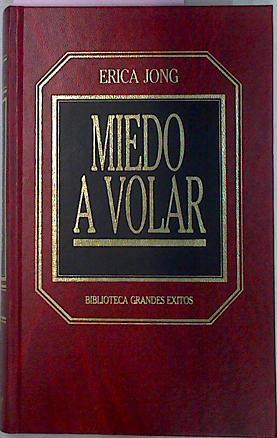 ERICA JONG
MIEDO
A VOLAR
BIBLIOTECA GRANDES EXITOS